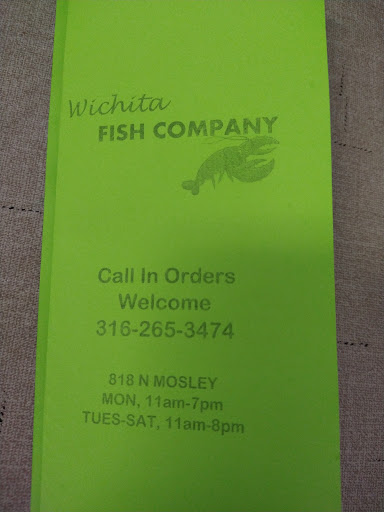 Wichita
FISH COMPANY
Call In Orders
Welcome
316-265-3474
818 N MOSLEY
MON, 11am-7pm
TUES-SAT, 11am-8pm